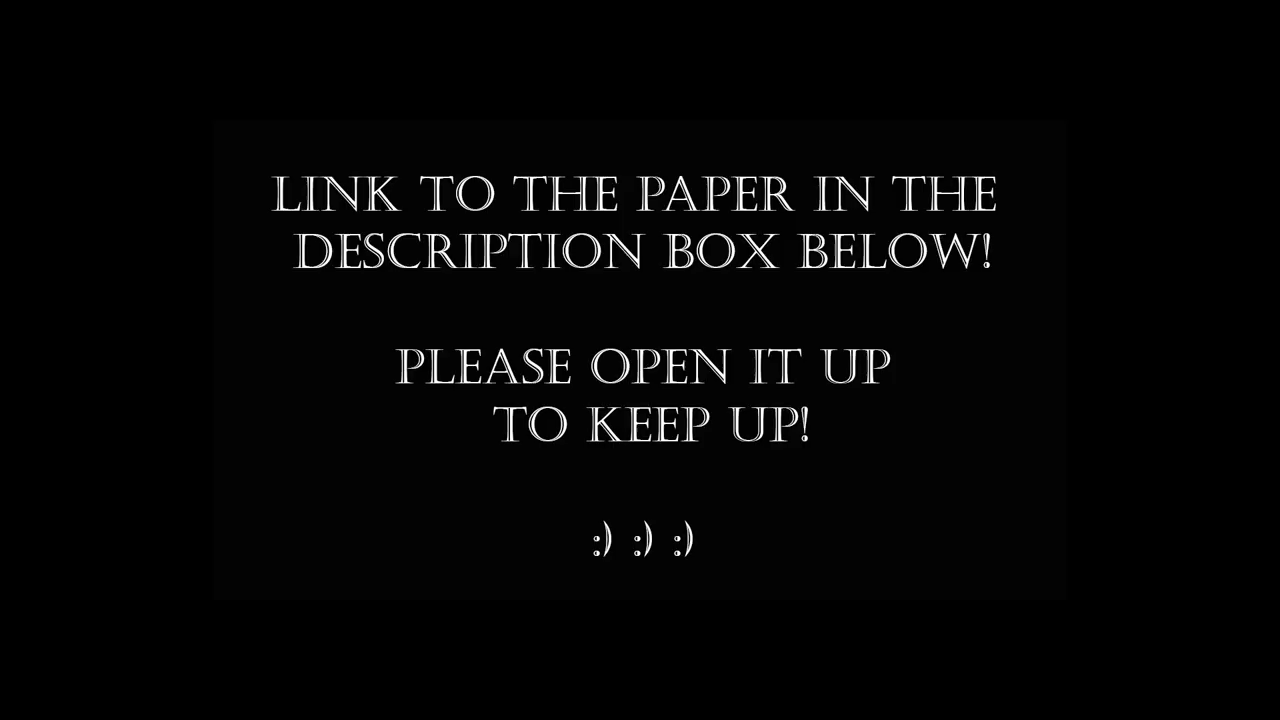 LINK TO THE PAPER IN THE
DESCRIPTION BOX BELOW!
PLEASE OPEN IT UP
TO KEEP UP!
:) :) :)